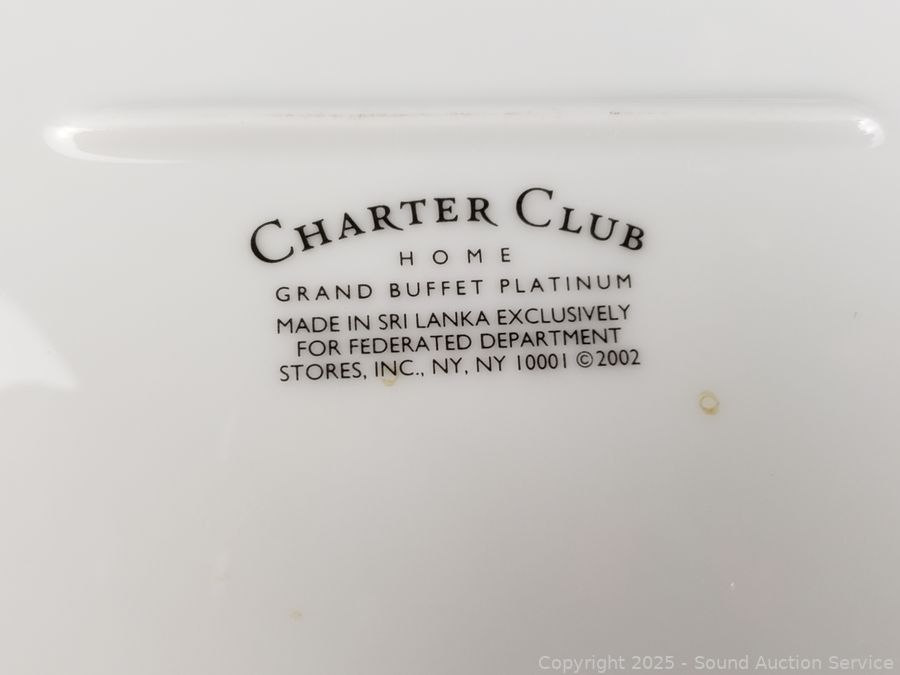 CHARTER CLUB
HOME
GRAND BUFFET PLATINUM
MADE IN SRI LANKA EXCLUSIVELY
FOR FEDERATED DEPARTMENT
STORES, INC., NY, NY 10001 ©2002
Copyright 2025 - Sound Auction Service